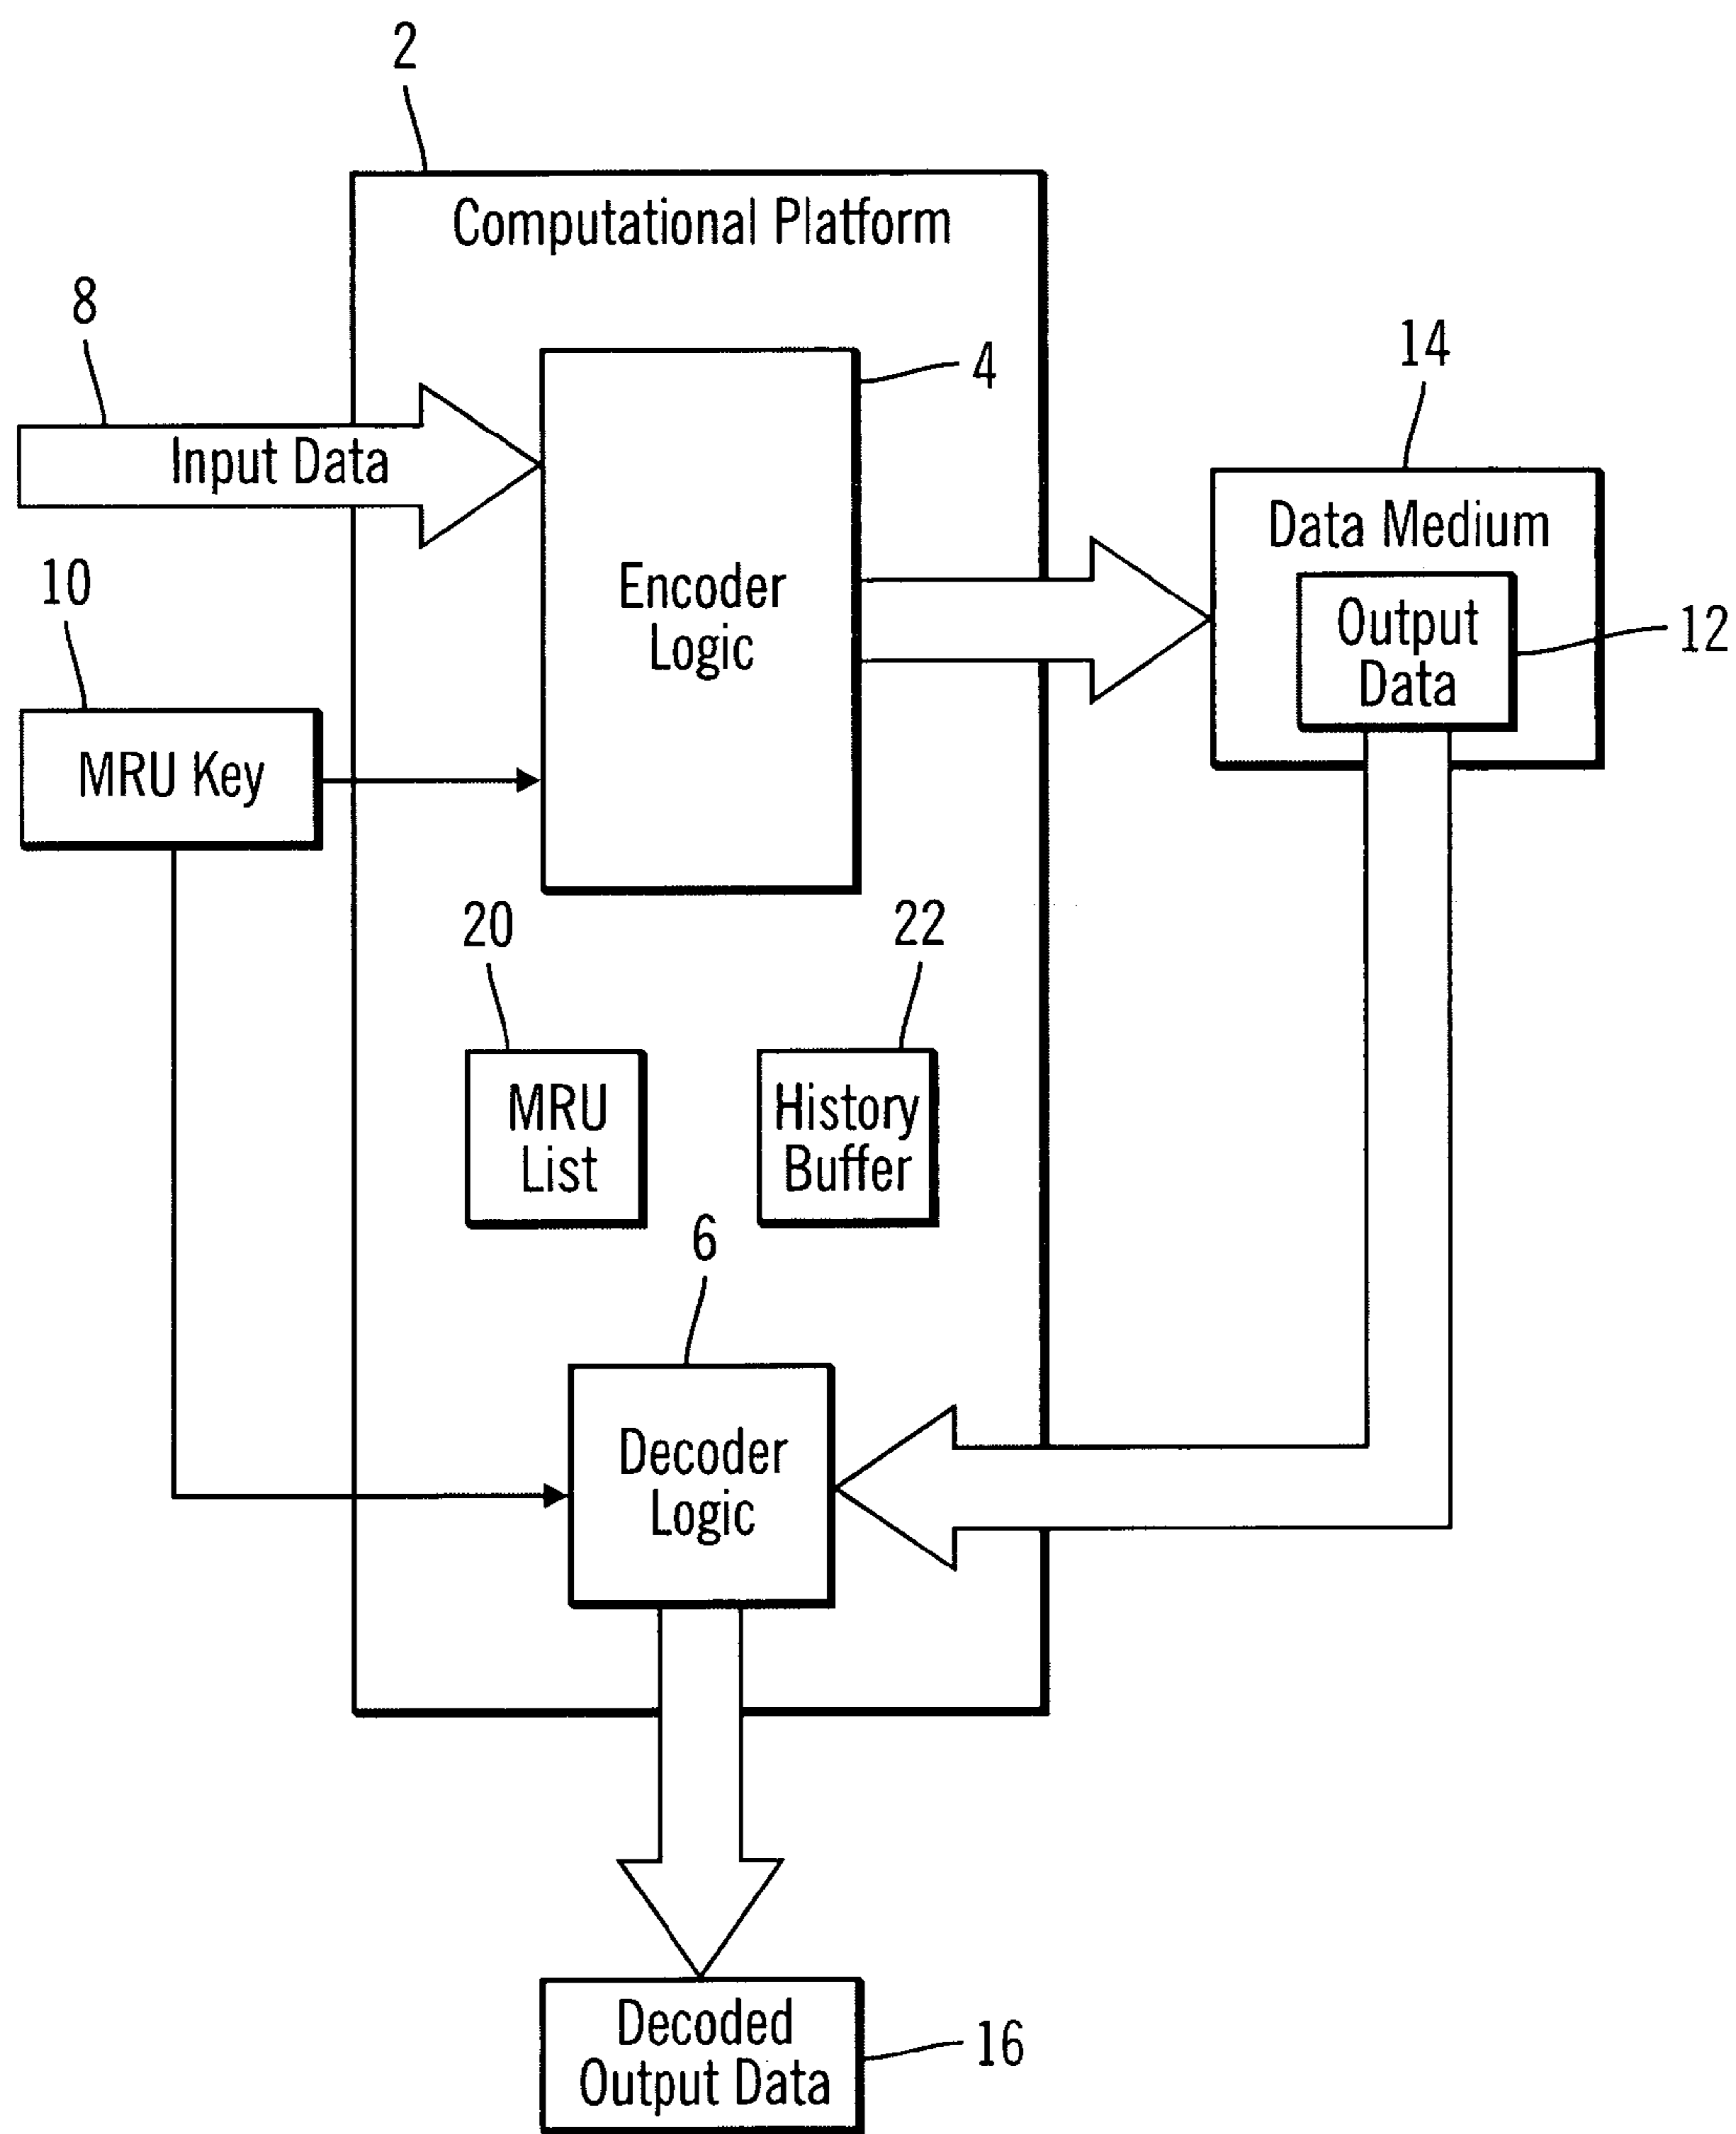 2
Computational Platform
8
4
14
Input Data
Data Medium
10
Encoder
Logic
Output
Data
12
MRU Key
20
22
MRU
List
History
Buffer
6
Decoder
Logic
Decoded
Output Data
16